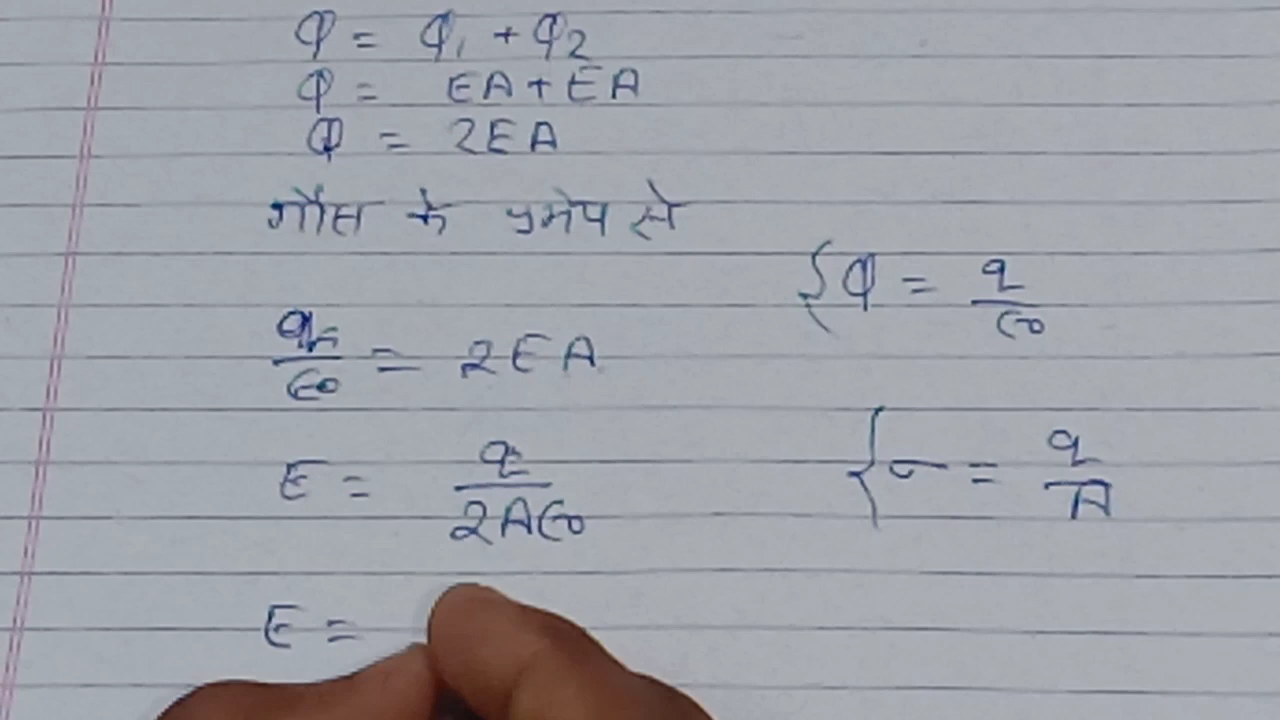 φ = φ₁ + φ₂
φ = EA + EA
φ = 2EA
गौस के प्रमेय से
{ φ = q/ε₀
q/ε₀ = 2EA
E = q/2Aε₀
{ σ = q/A
E =